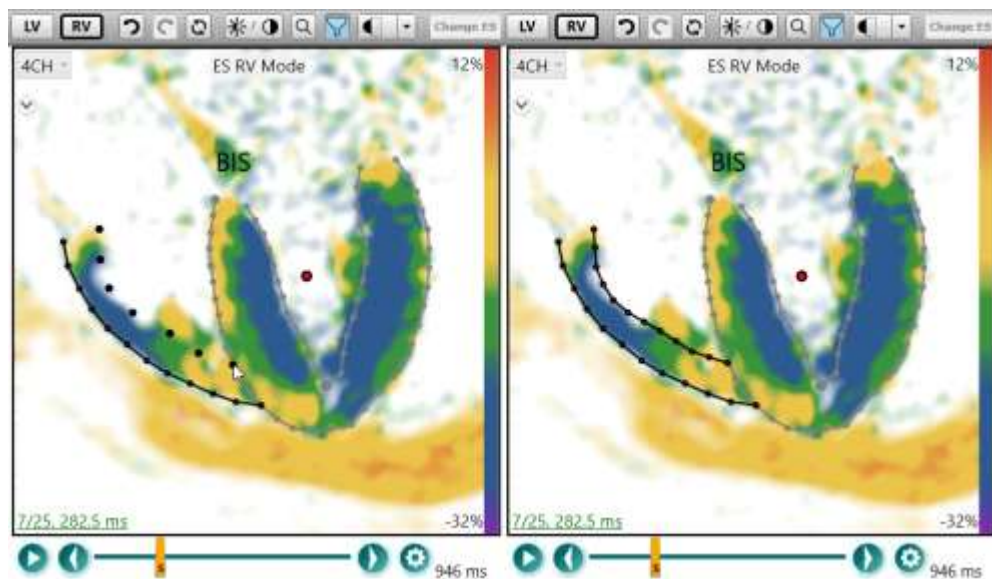 LV RV Change ES
4CH ES RV Mode 12%
BIS
7/25, 282.5 ms -32%
s
946 ms
LV RV Change ES
4CH ES RV Mode 12%
BIS
7/25, 282.5 ms -32%
s
946 ms